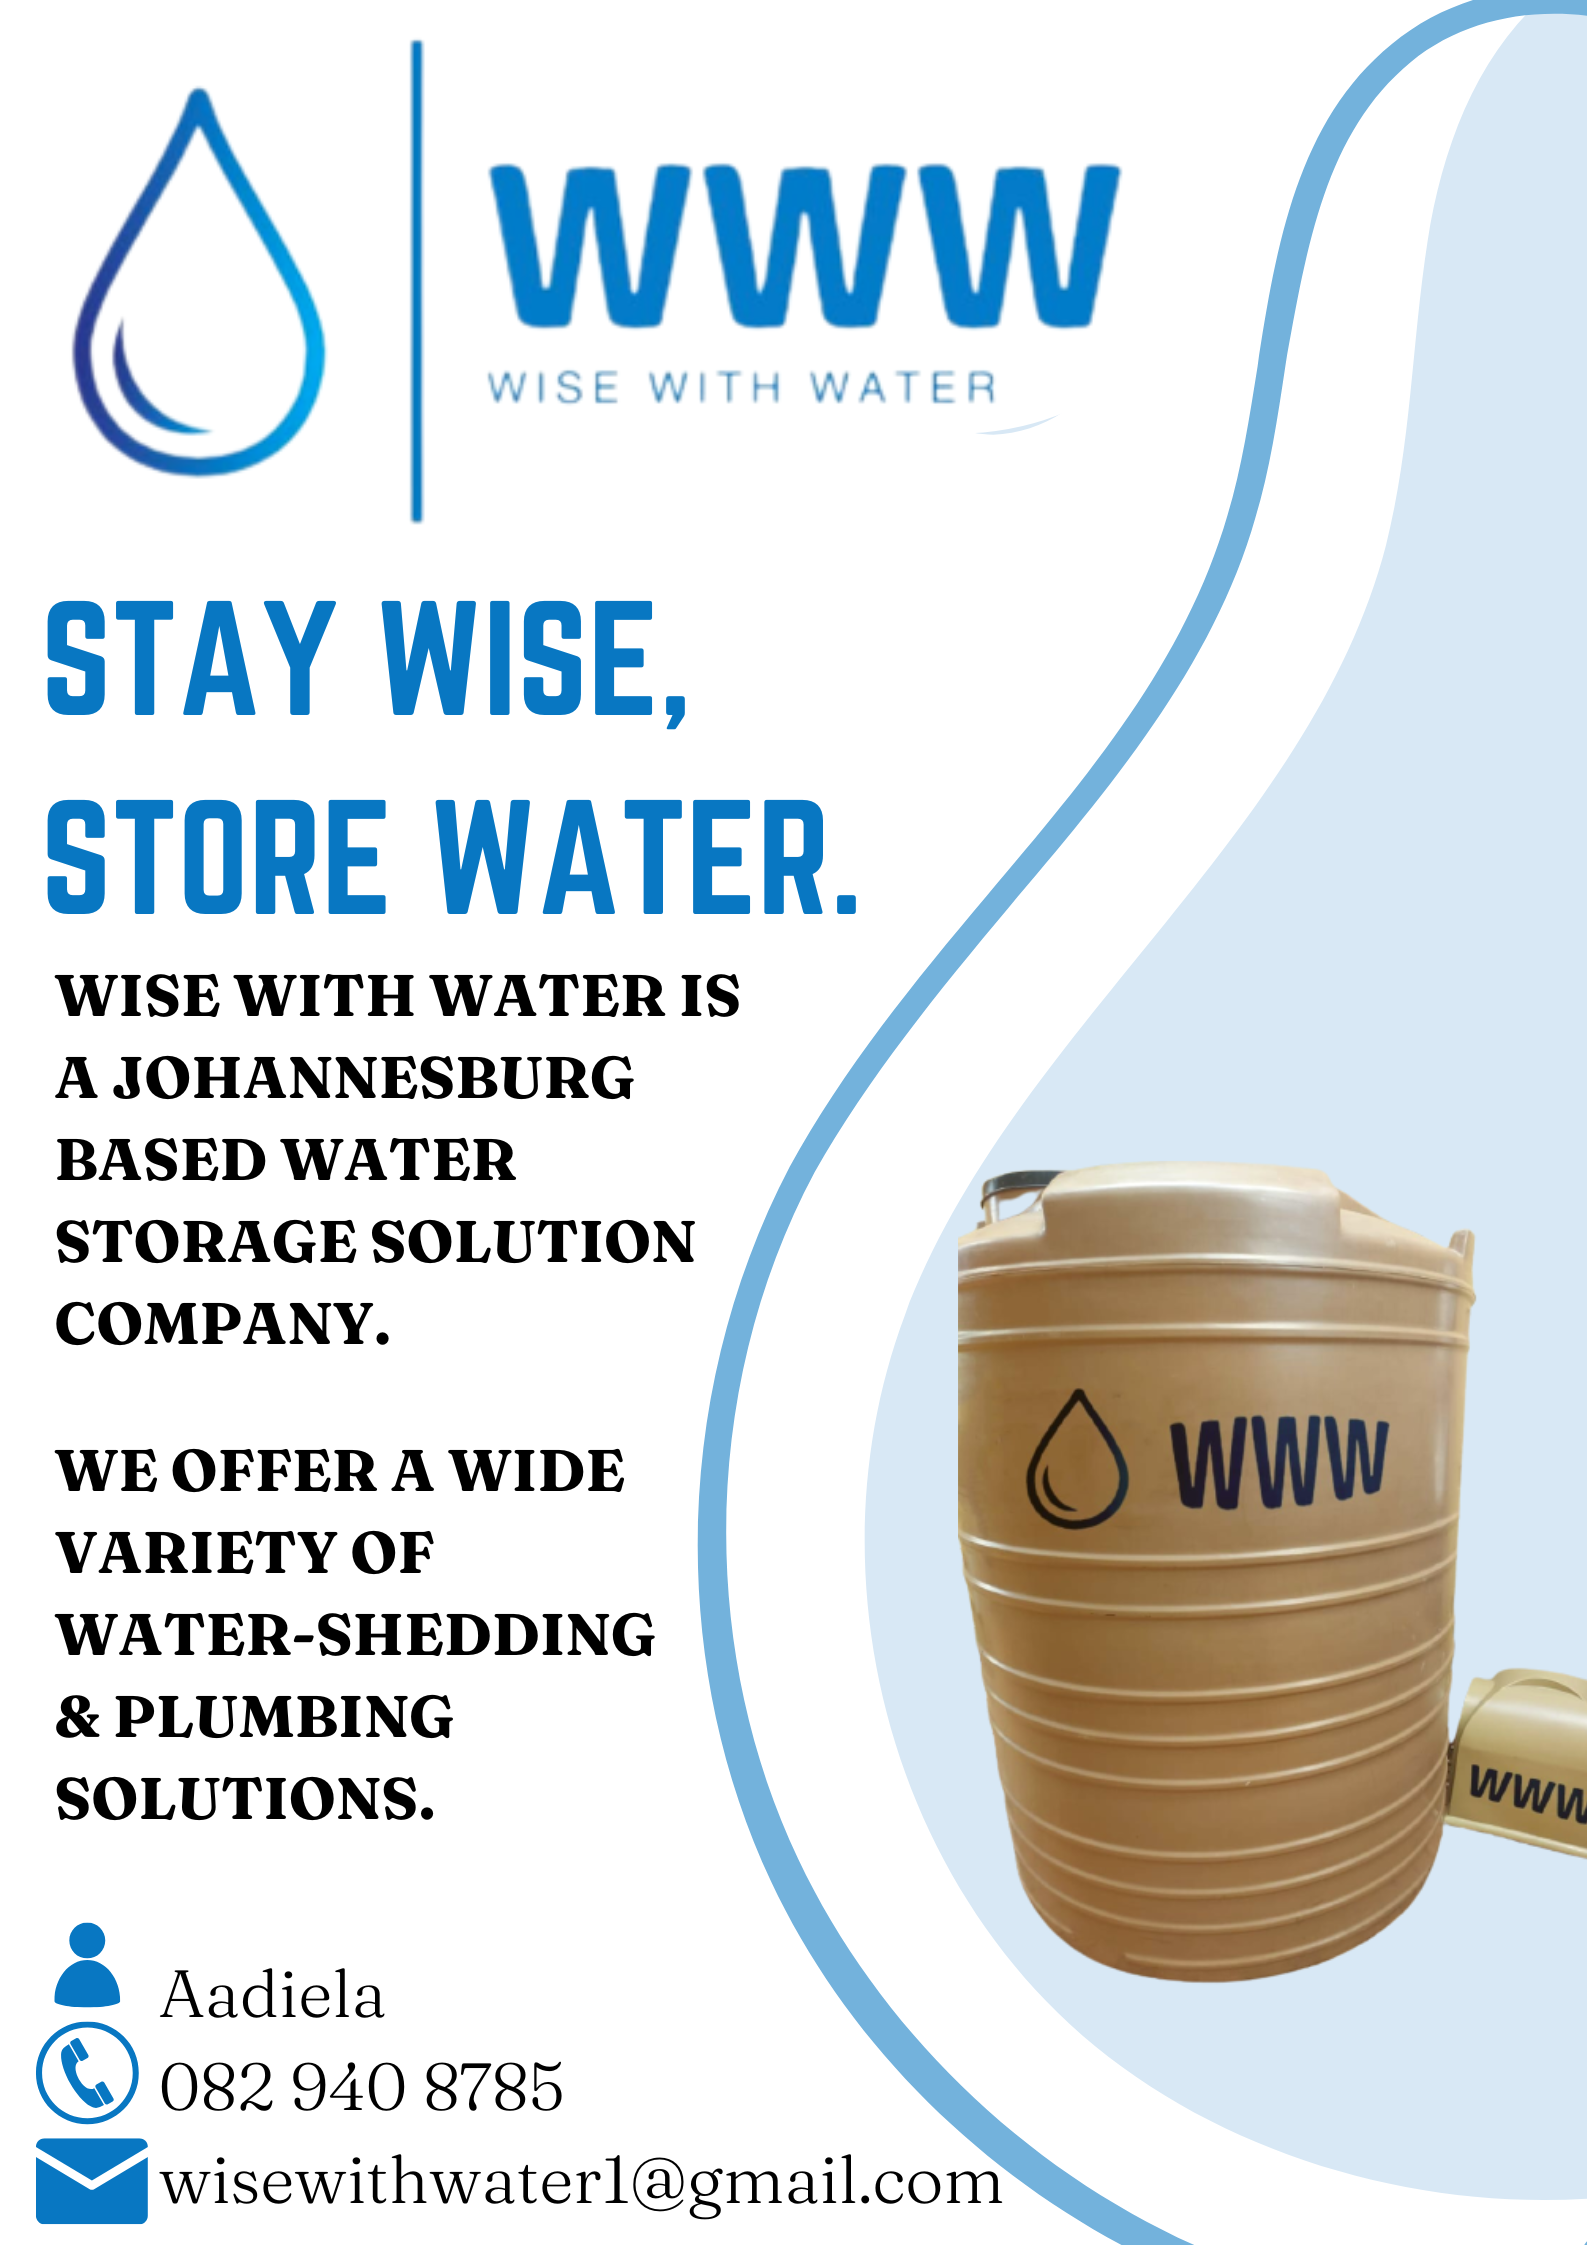 WWW
WISE WITH WATER
STAY WISE,
STORE WATER.
WISE WITH WATER IS
A JOHANNESBURG
BASED WATER
STORAGE SOLUTION
COMPANY.
WE OFFER A WIDE
VARIETY OF
WATER-SHEDDING
& PLUMBING
SOLUTIONS.
WWW
WWW
Aadiela
082 940 8785
wisewithwater1@gmail.com